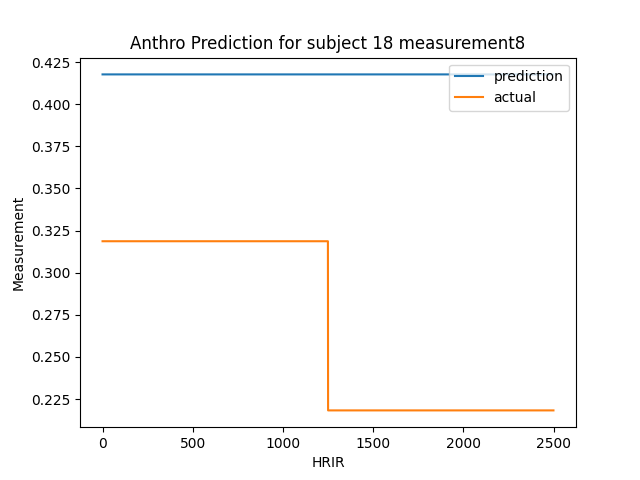 Anthro Prediction for subject 18 measurement8
0.425
0.400
0.375
0.350
0.325
0.300
0.275
0.250
0.225
Measurement
prediction
actual
0 500 1000 1500 2000 2500
HRIR